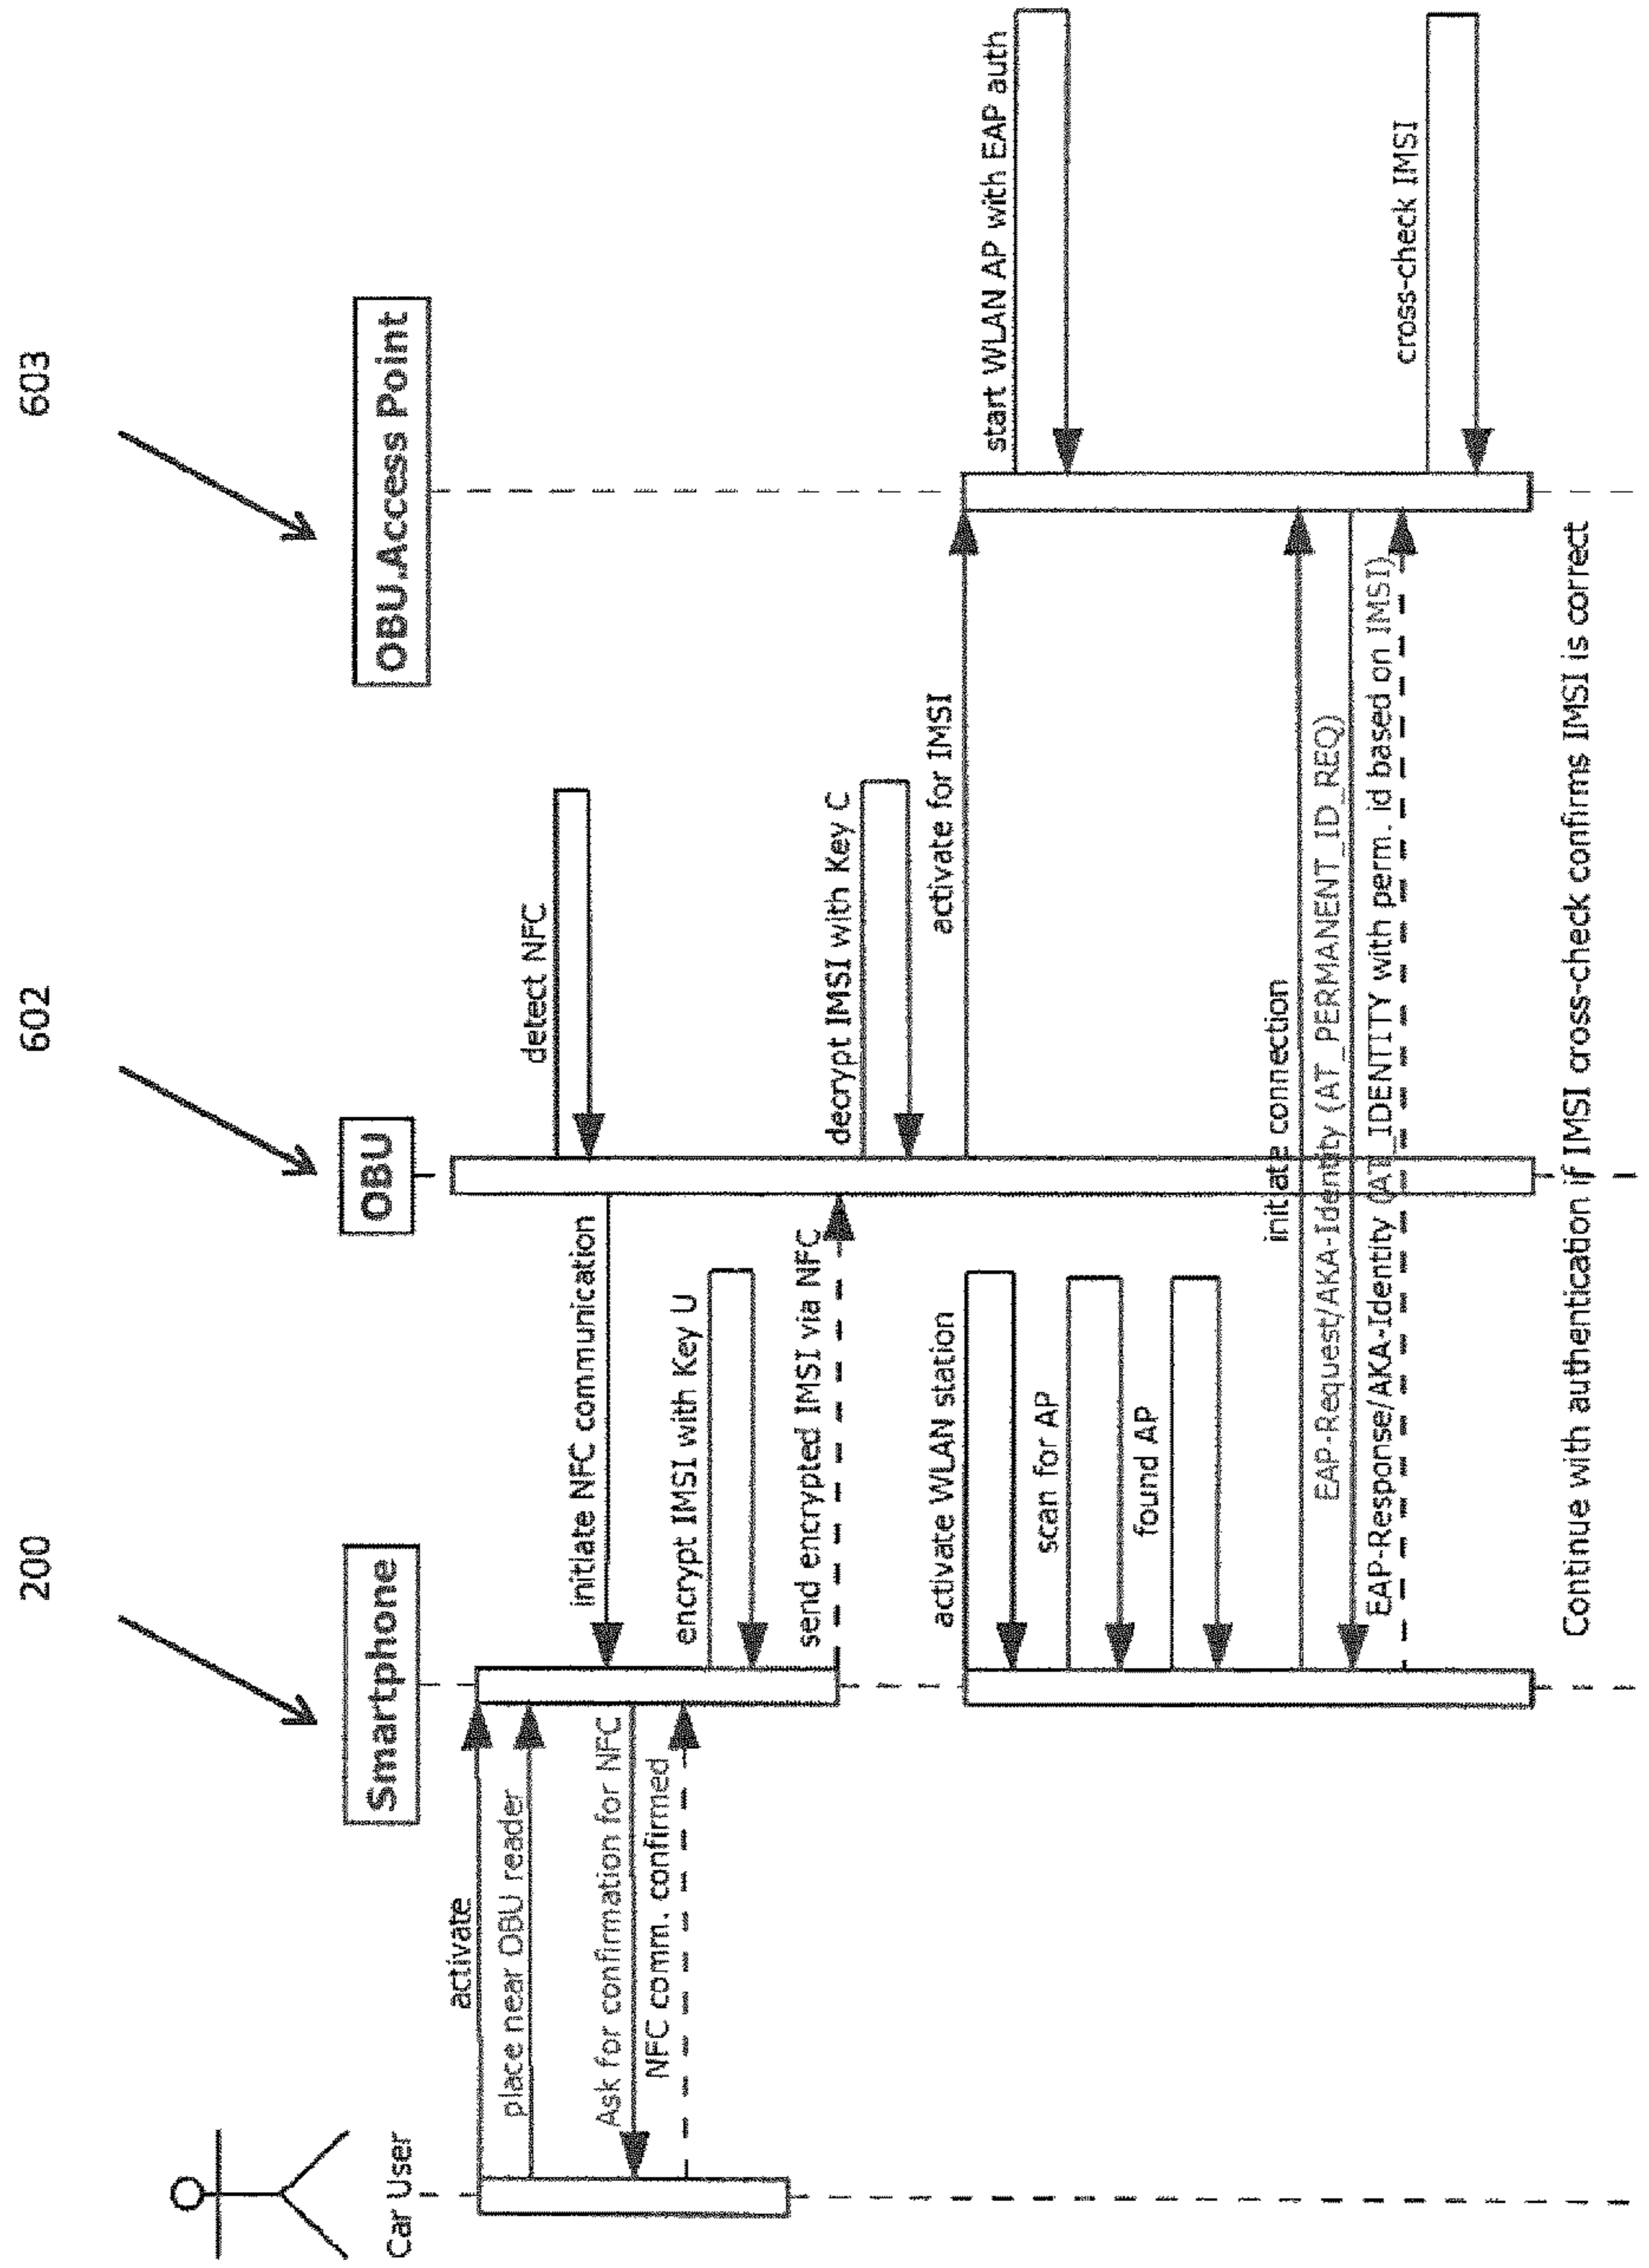 200
602
603
Car User
Smartphone
OBU
OBU.Access Point
activate
place near OBU reader
detect NFC
initiate NFC communication
Ask for confirmation for NFC
NFC comm. confirmed
encrypt IMSI with Key U
send encrypted IMSI via NFC
decrypt IMSI with Key C
activate for IMSI
activate WLAN station
start WLAN AP with EAP auth
scan for AP
found AP
initiate connection
EAP-Request/AKA-Identity (AT_PERMANENT_ID_REQ)
EAP-Response/AKA-Identity (AT_IDENTITY with perm. id based on IMSI)
cross-check IMSI
Continue with authentication if IMSI cross-check confirms IMSI is correct